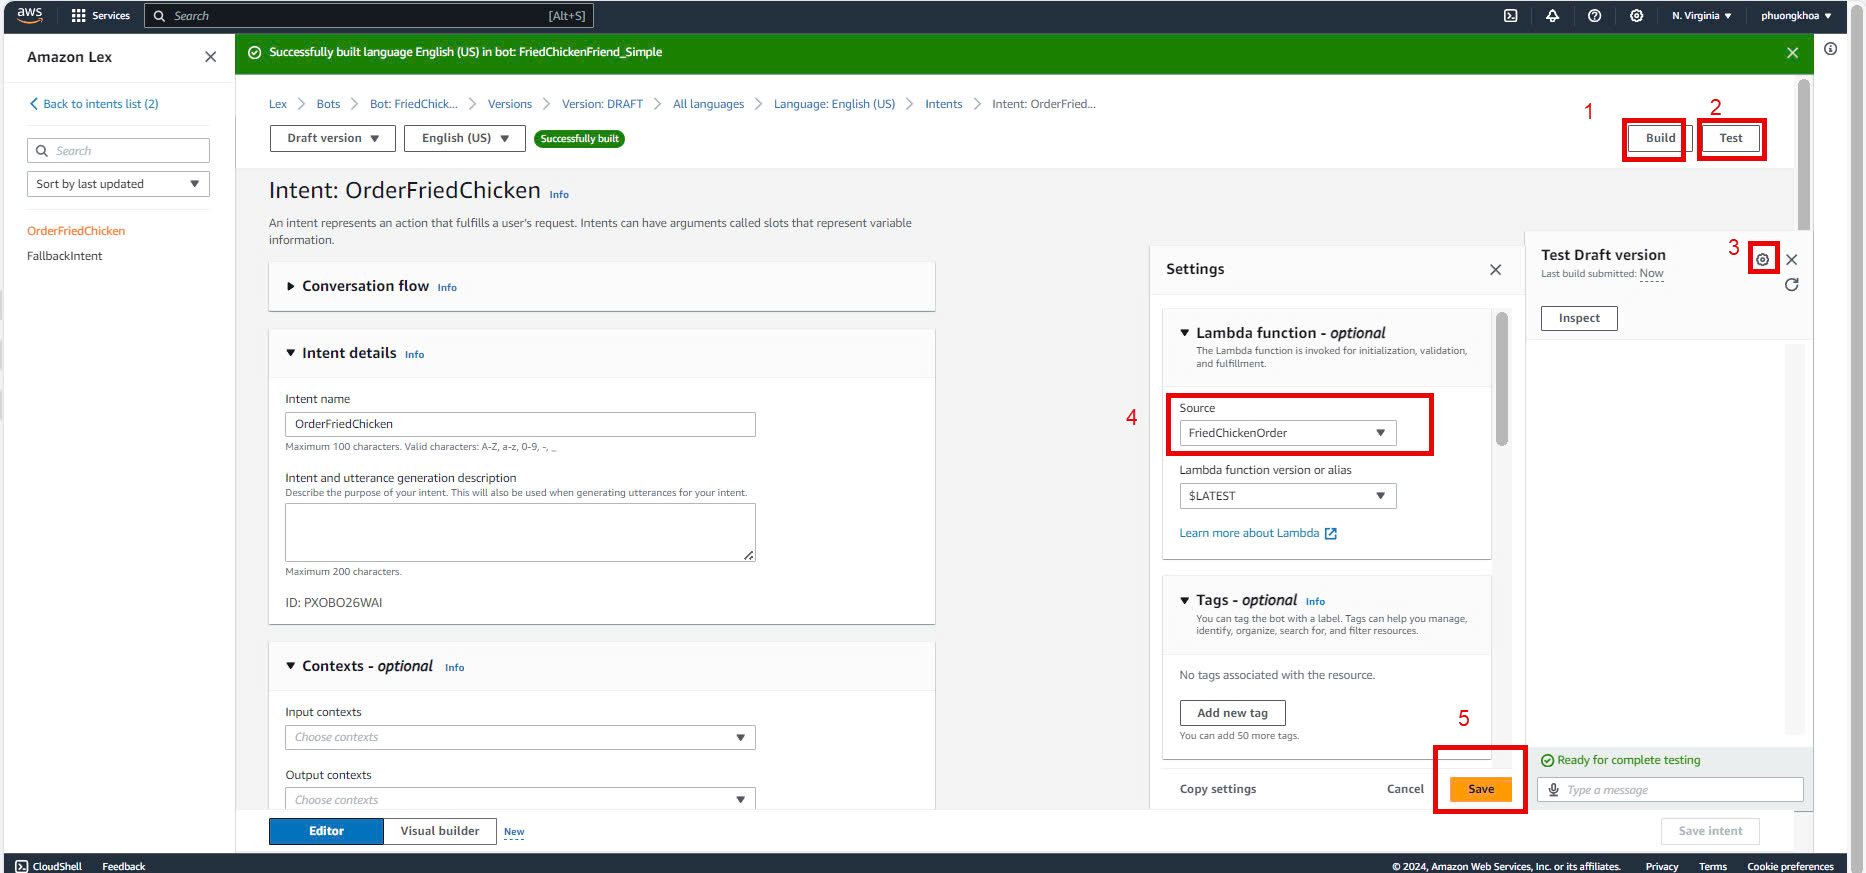 aws
Services
Search
[Alt+S]
N. Virginia
phuongkhoa
Amazon Lex
Back to intents list (2)
Search
Sort by last updated
OrderFriedChicken
FallbackIntent
Successfully built language English (US) in bot: FriedChickenFriend_Simple
Lex
Bots
Bot: FriedChick...
Versions
Version: DRAFT
All languages
Language: English (US)
Intents
Intent: OrderFried...
1
2
Draft version
English (US)
Successfully built
Build
Test
Intent: OrderFriedChicken Info
An intent represents an action that fulfills a user's request. Intents can have arguments called slots that represent variable
information.
Conversation flow Info
Intent details Info
Intent name
OrderFriedChicken
Maximum 100 characters. Valid characters: A-Z, a-z, 0-9, -, _
Intent and utterance generation description
Describe the purpose of your intent. This will also be used when generating utterances for your intent.
Maximum 200 characters.
ID: PXOBO26WAI
Contexts - optional Info
Input contexts
Choose contexts
Output contexts
Choose contexts
Settings
Lambda function - optional
The Lambda function is invoked for initialization, validation,
and fulfillment.
4
Source
FriedChickenOrder
Lambda function version or alias
$LATEST
Learn more about Lambda
Tags - optional Info
You can tag the bot with a label. Tags can help you manage,
identify, organize, search for, and filter resources.
No tags associated with the resource.
Add new tag
You can add 50 more tags.
5
Copy settings
Cancel
Save
Test Draft version
3
Last build submitted: Now
Inspect
Ready for complete testing
Type a message
Editor
Visual builder
New
Save intent
CloudShell
Feedback
© 2024, Amazon Web Services, Inc. or its affiliates.
Privacy
Terms
Cookie preferences